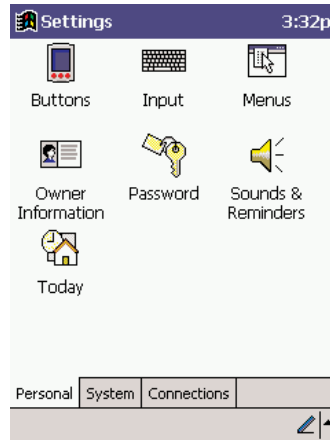 Settings 3:32p
Buttons Input Menus
Owner Information
Password
Sounds & Reminders
Today
Personal System Connections